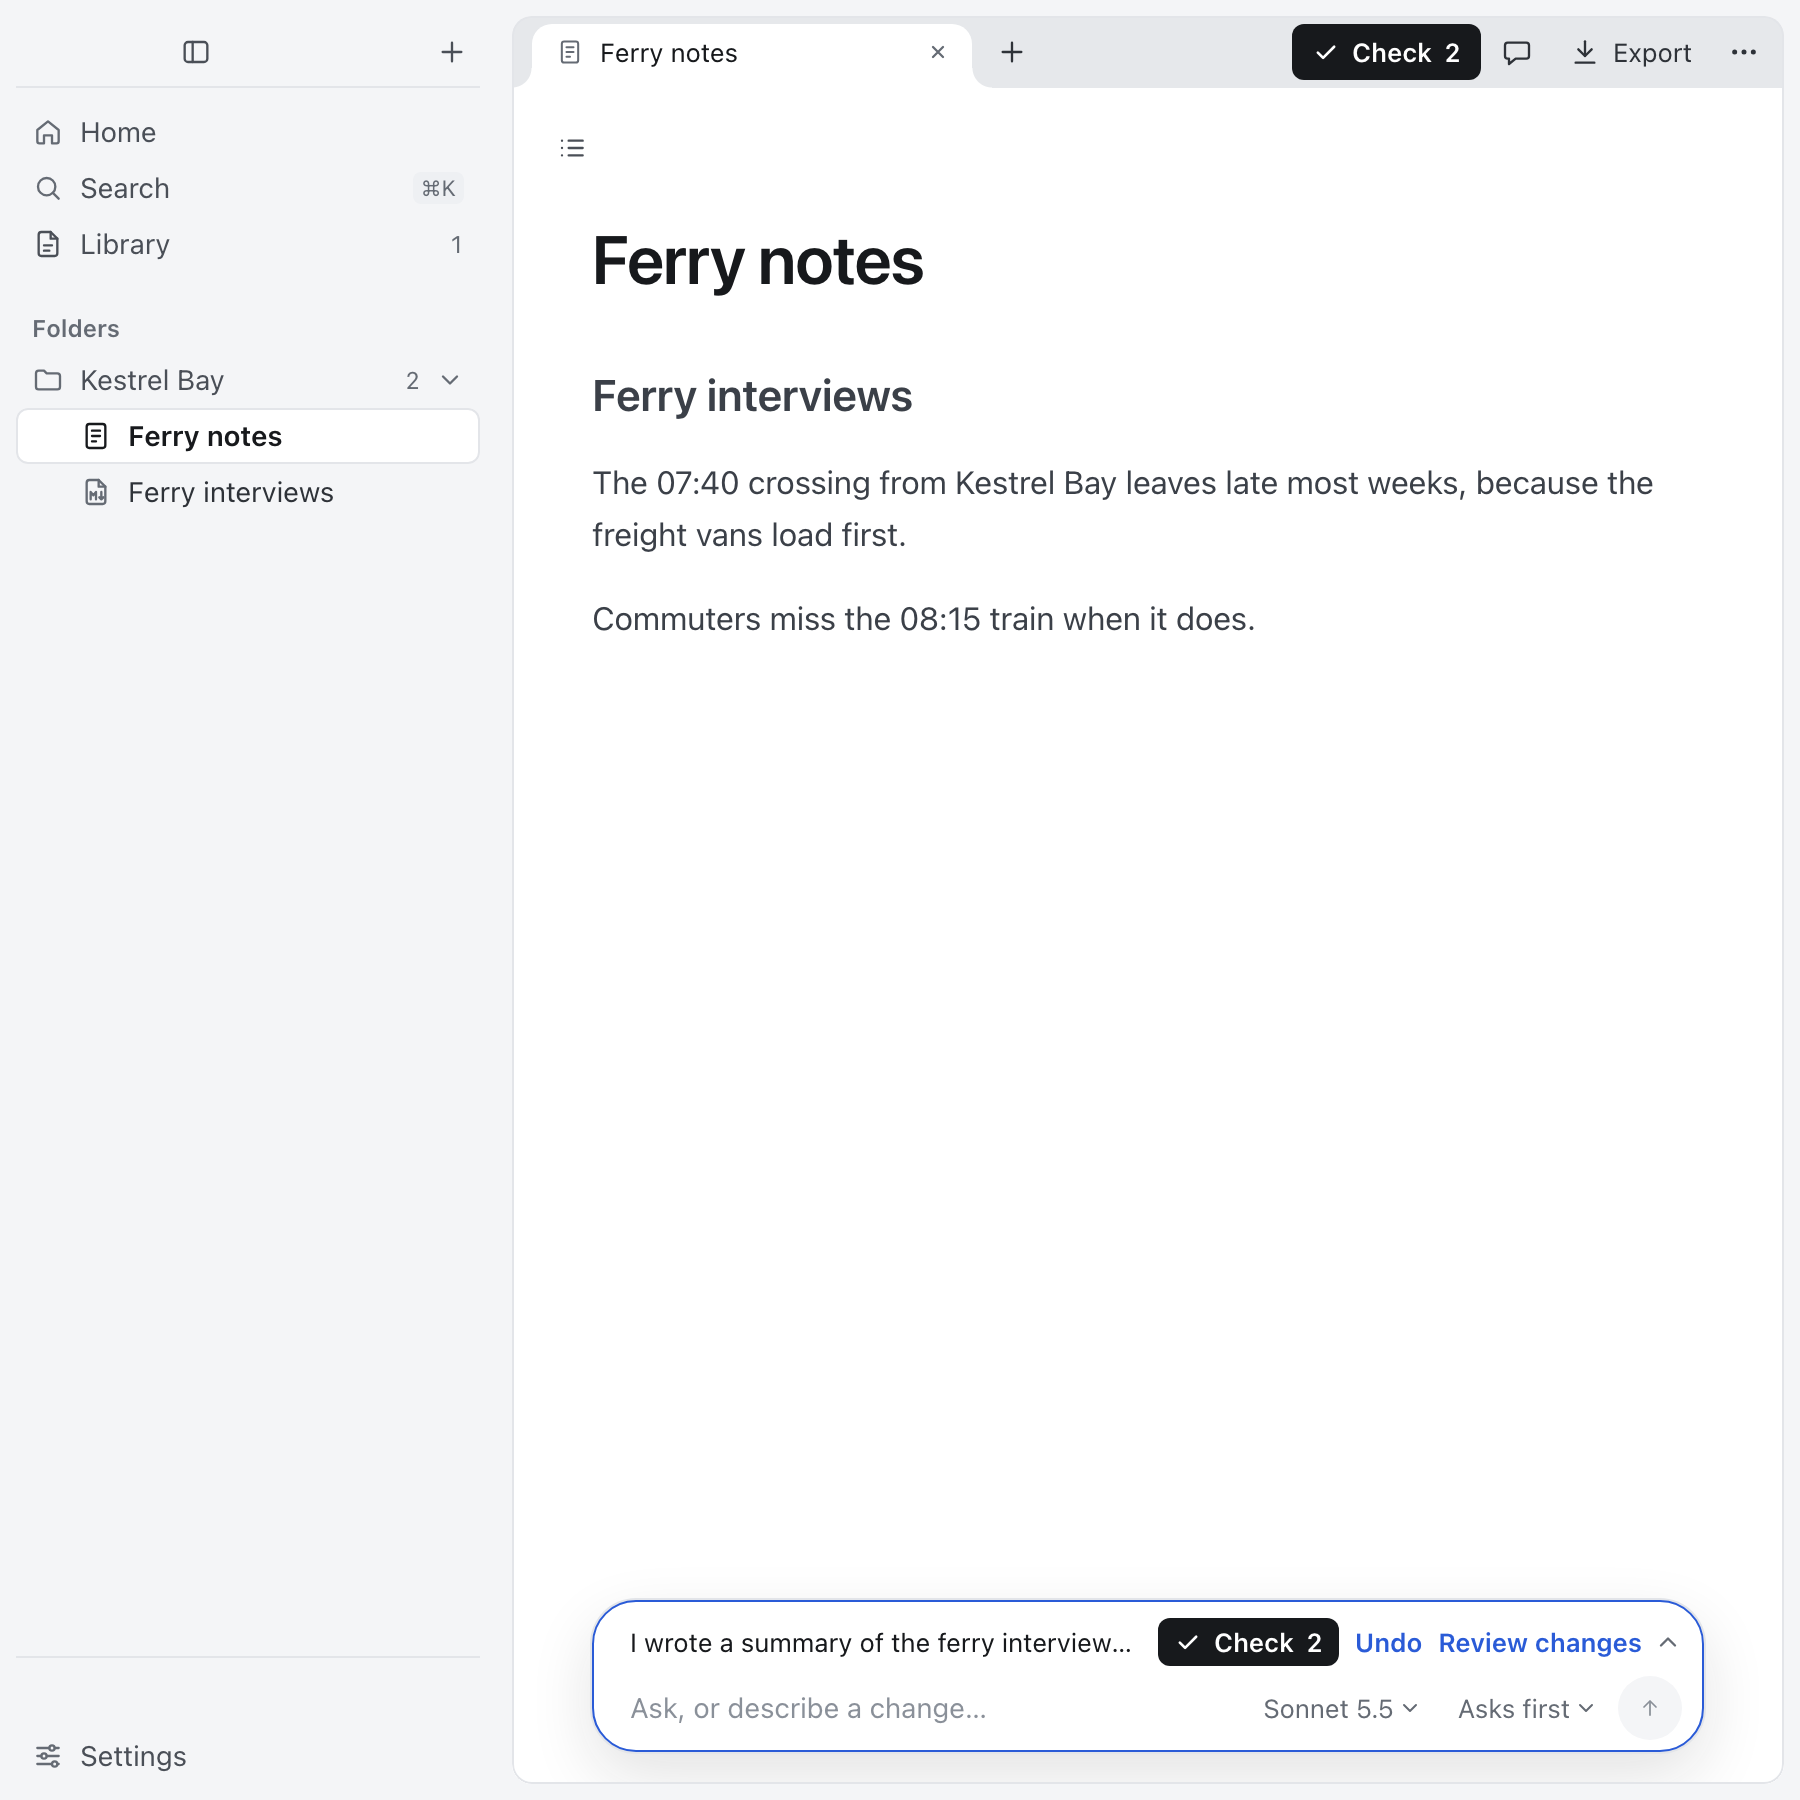 Home
Search ⌘K
Library 1
Folders
Kestrel Bay 2
Ferry notes
Ferry interviews
Settings
Ferry notes
Check 2
Export
Ferry notes
Ferry interviews
The 07:40 crossing from Kestrel Bay leaves late most weeks, because the
freight vans load first.
Commuters miss the 08:15 train when it does.
I wrote a summary of the ferry interview... Check 2 Undo Review changes
Ask, or describe a change... Sonnet 5.5 Asks first